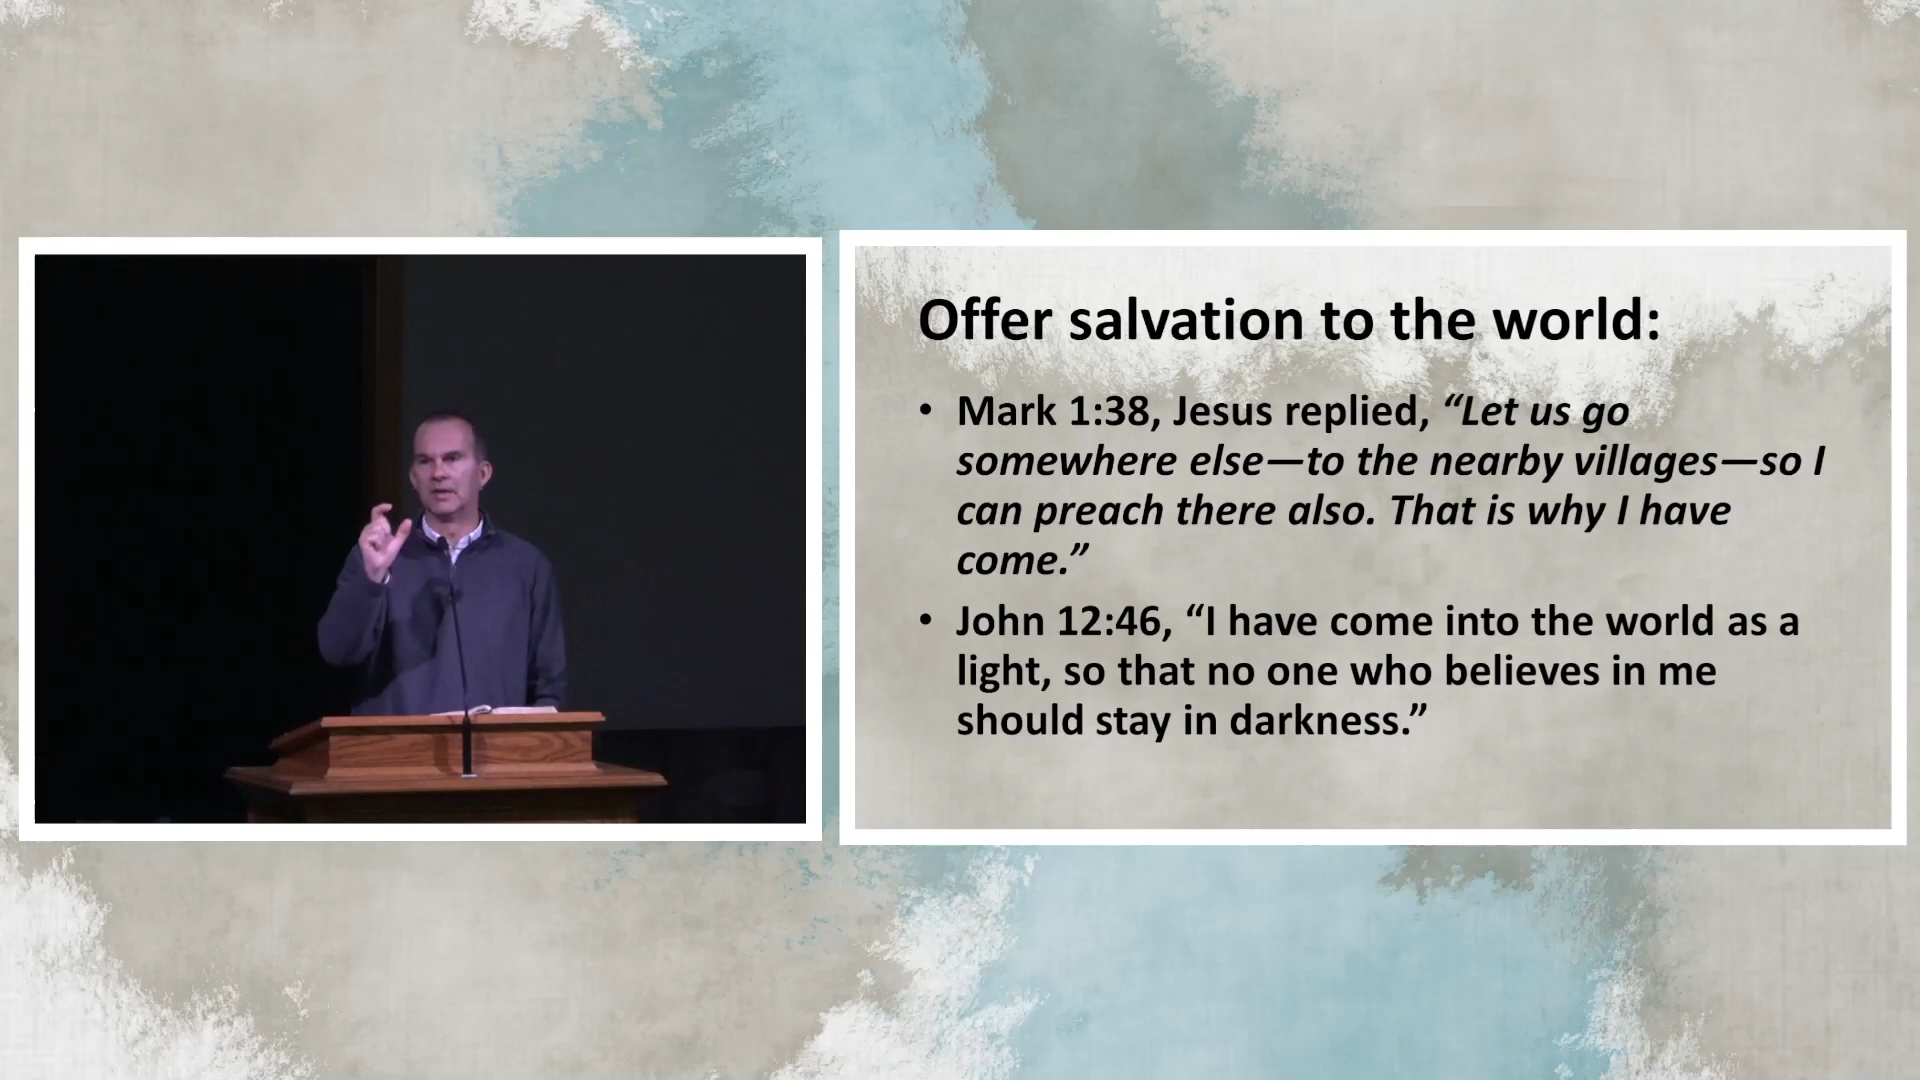 Offer salvation to the world:
• Mark 1:38, Jesus replied, “Let us go
somewhere else—to the nearby villages—so I
can preach there also. That is why I have
come.”
• John 12:46, “I have come into the world as a
light, so that no one who believes in me
should stay in darkness.”